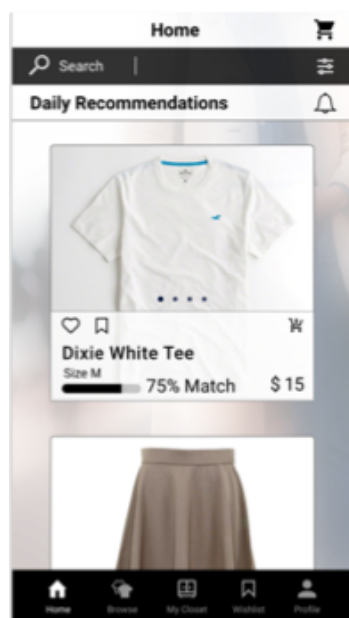 Home
Search
Daily Recommendations
Dixie White Tee
Size M
75% Match
$ 15
Home
Browse
My Closet
Wishlist
Profile